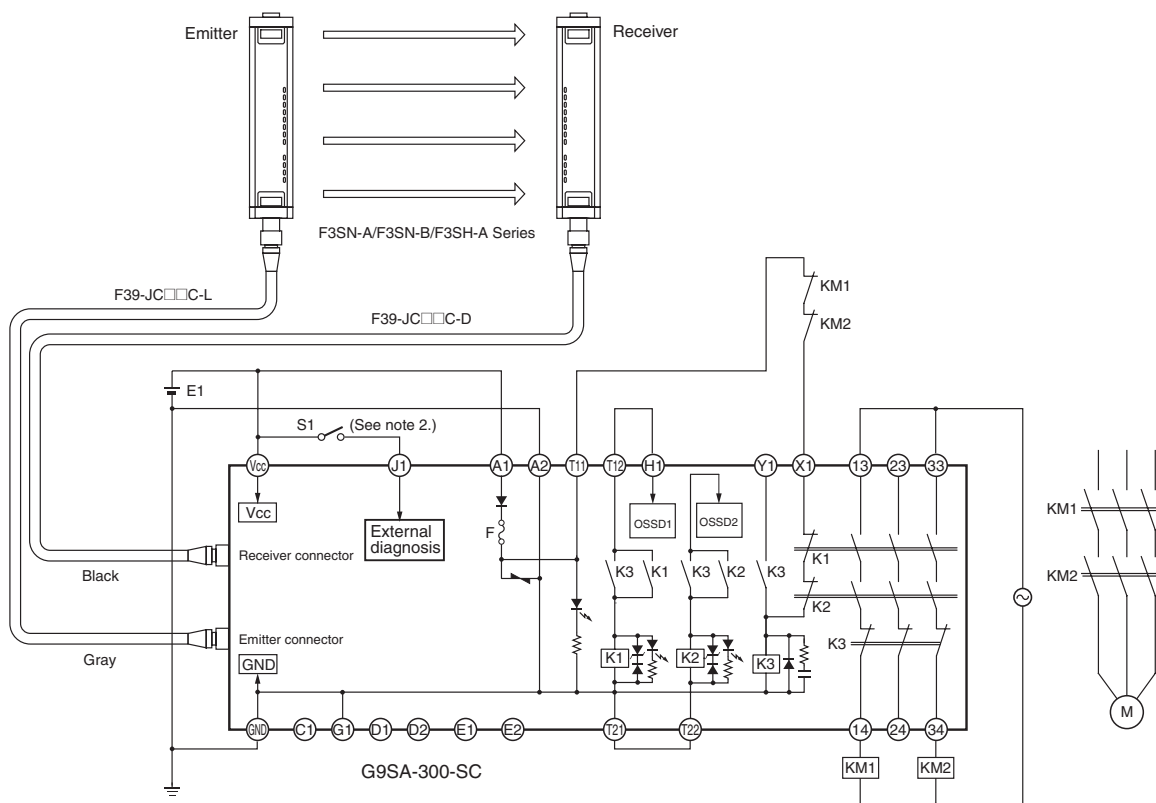 Emitter
Receiver
F3SN-A/F3SN-B/F3SH-A Series
F39-JC□□C-L
F39-JC□□C-D
KM1
KM2
E1
S1
(See note 2.)
Vcc
J1
A1
A2
T11
T12
H1
Y1
X1
13
23
33
Vcc
External
diagnosis
F
OSSD1
OSSD2
KM1
Receiver connector
K3
K1
K3
K2
K3
K1
Black
K2
KM2
Emitter connector
K3
Gray
GND
K1
K2
K3
M
GND
C1
G1
D1
D2
E1
E2
T21
T22
14
24
34
G9SA-300-SC
KM1
KM2